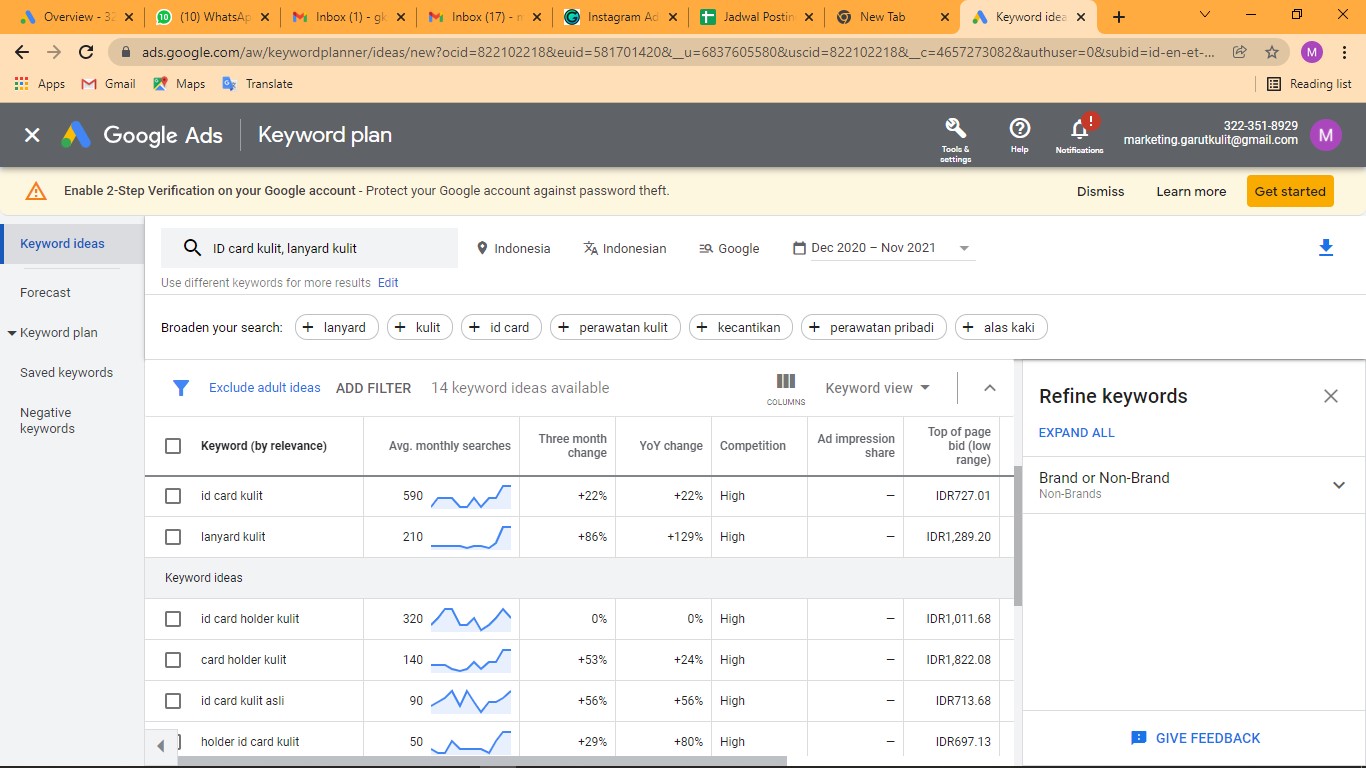 Overview - 32
(10) WhatsAp
Inbox (1) - gk
Inbox (17) - m
Instagram Ad
Jadwal Postin
New Tab
Keyword idea
ads.google.com/aw/keywordplanner/ideas/new?ocid=822102218&euid=581701420&__u=6837605580&uscid=822102218&__c=4657273082&authuser=0&subid=id-en-et-...
M
Apps
Gmail
Maps
Translate
Reading list
Google Ads
Keyword plan
Tools & settings
Help
Notifications
322-351-8929
marketing.garutkulit@gmail.com
M
Enable 2-Step Verification on your Google account - Protect your Google account against password theft.
Dismiss
Learn more
Get started
Keyword ideas
Forecast
Keyword plan
Saved keywords
Negative keywords
ID card kulit, lanyard kulit
Indonesia
Indonesian
Google
Dec 2020 – Nov 2021
Use different keywords for more results Edit
Broaden your search: + lanyard + kulit + id card + perawatan kulit + kecantikan + perawatan pribadi + alas kaki
Exclude adult ideas ADD FILTER 14 keyword ideas available
COLUMNS
Keyword view
Keyword (by relevance) Avg. monthly searches Three month change YoY change Competition Ad impression share Top of page bid (low range)
id card kulit 590 +22% +22% High — IDR727.01
lanyard kulit 210 +86% +129% High — IDR1,289.20
Keyword ideas
id card holder kulit 320 0% 0% High — IDR1,011.68
card holder kulit 140 +53% +24% High — IDR1,822.08
id card kulit asli 90 +56% +56% High — IDR713.68
holder id card kulit 50 +29% +80% High — IDR697.13
Refine keywords
EXPAND ALL
Brand or Non-Brand
Non-Brands
GIVE FEEDBACK